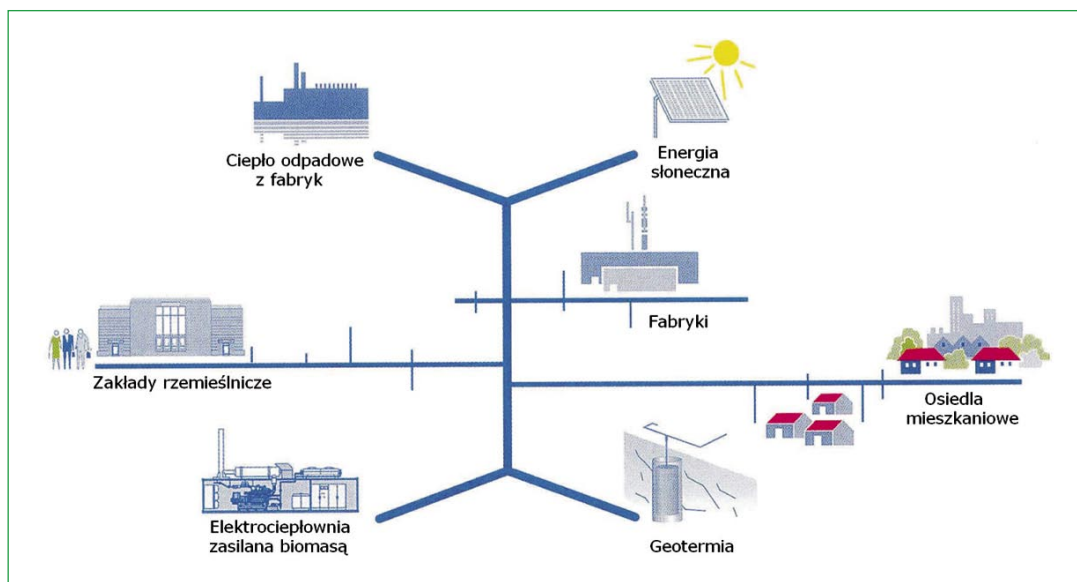 Ciepło odpadowe
z fabryk
Energia
słoneczna
Fabryki
Zakłady rzemieślnicze
Osiedla
mieszkaniowe
Elektrociepłownia
zasilana biomasą
Geotermia